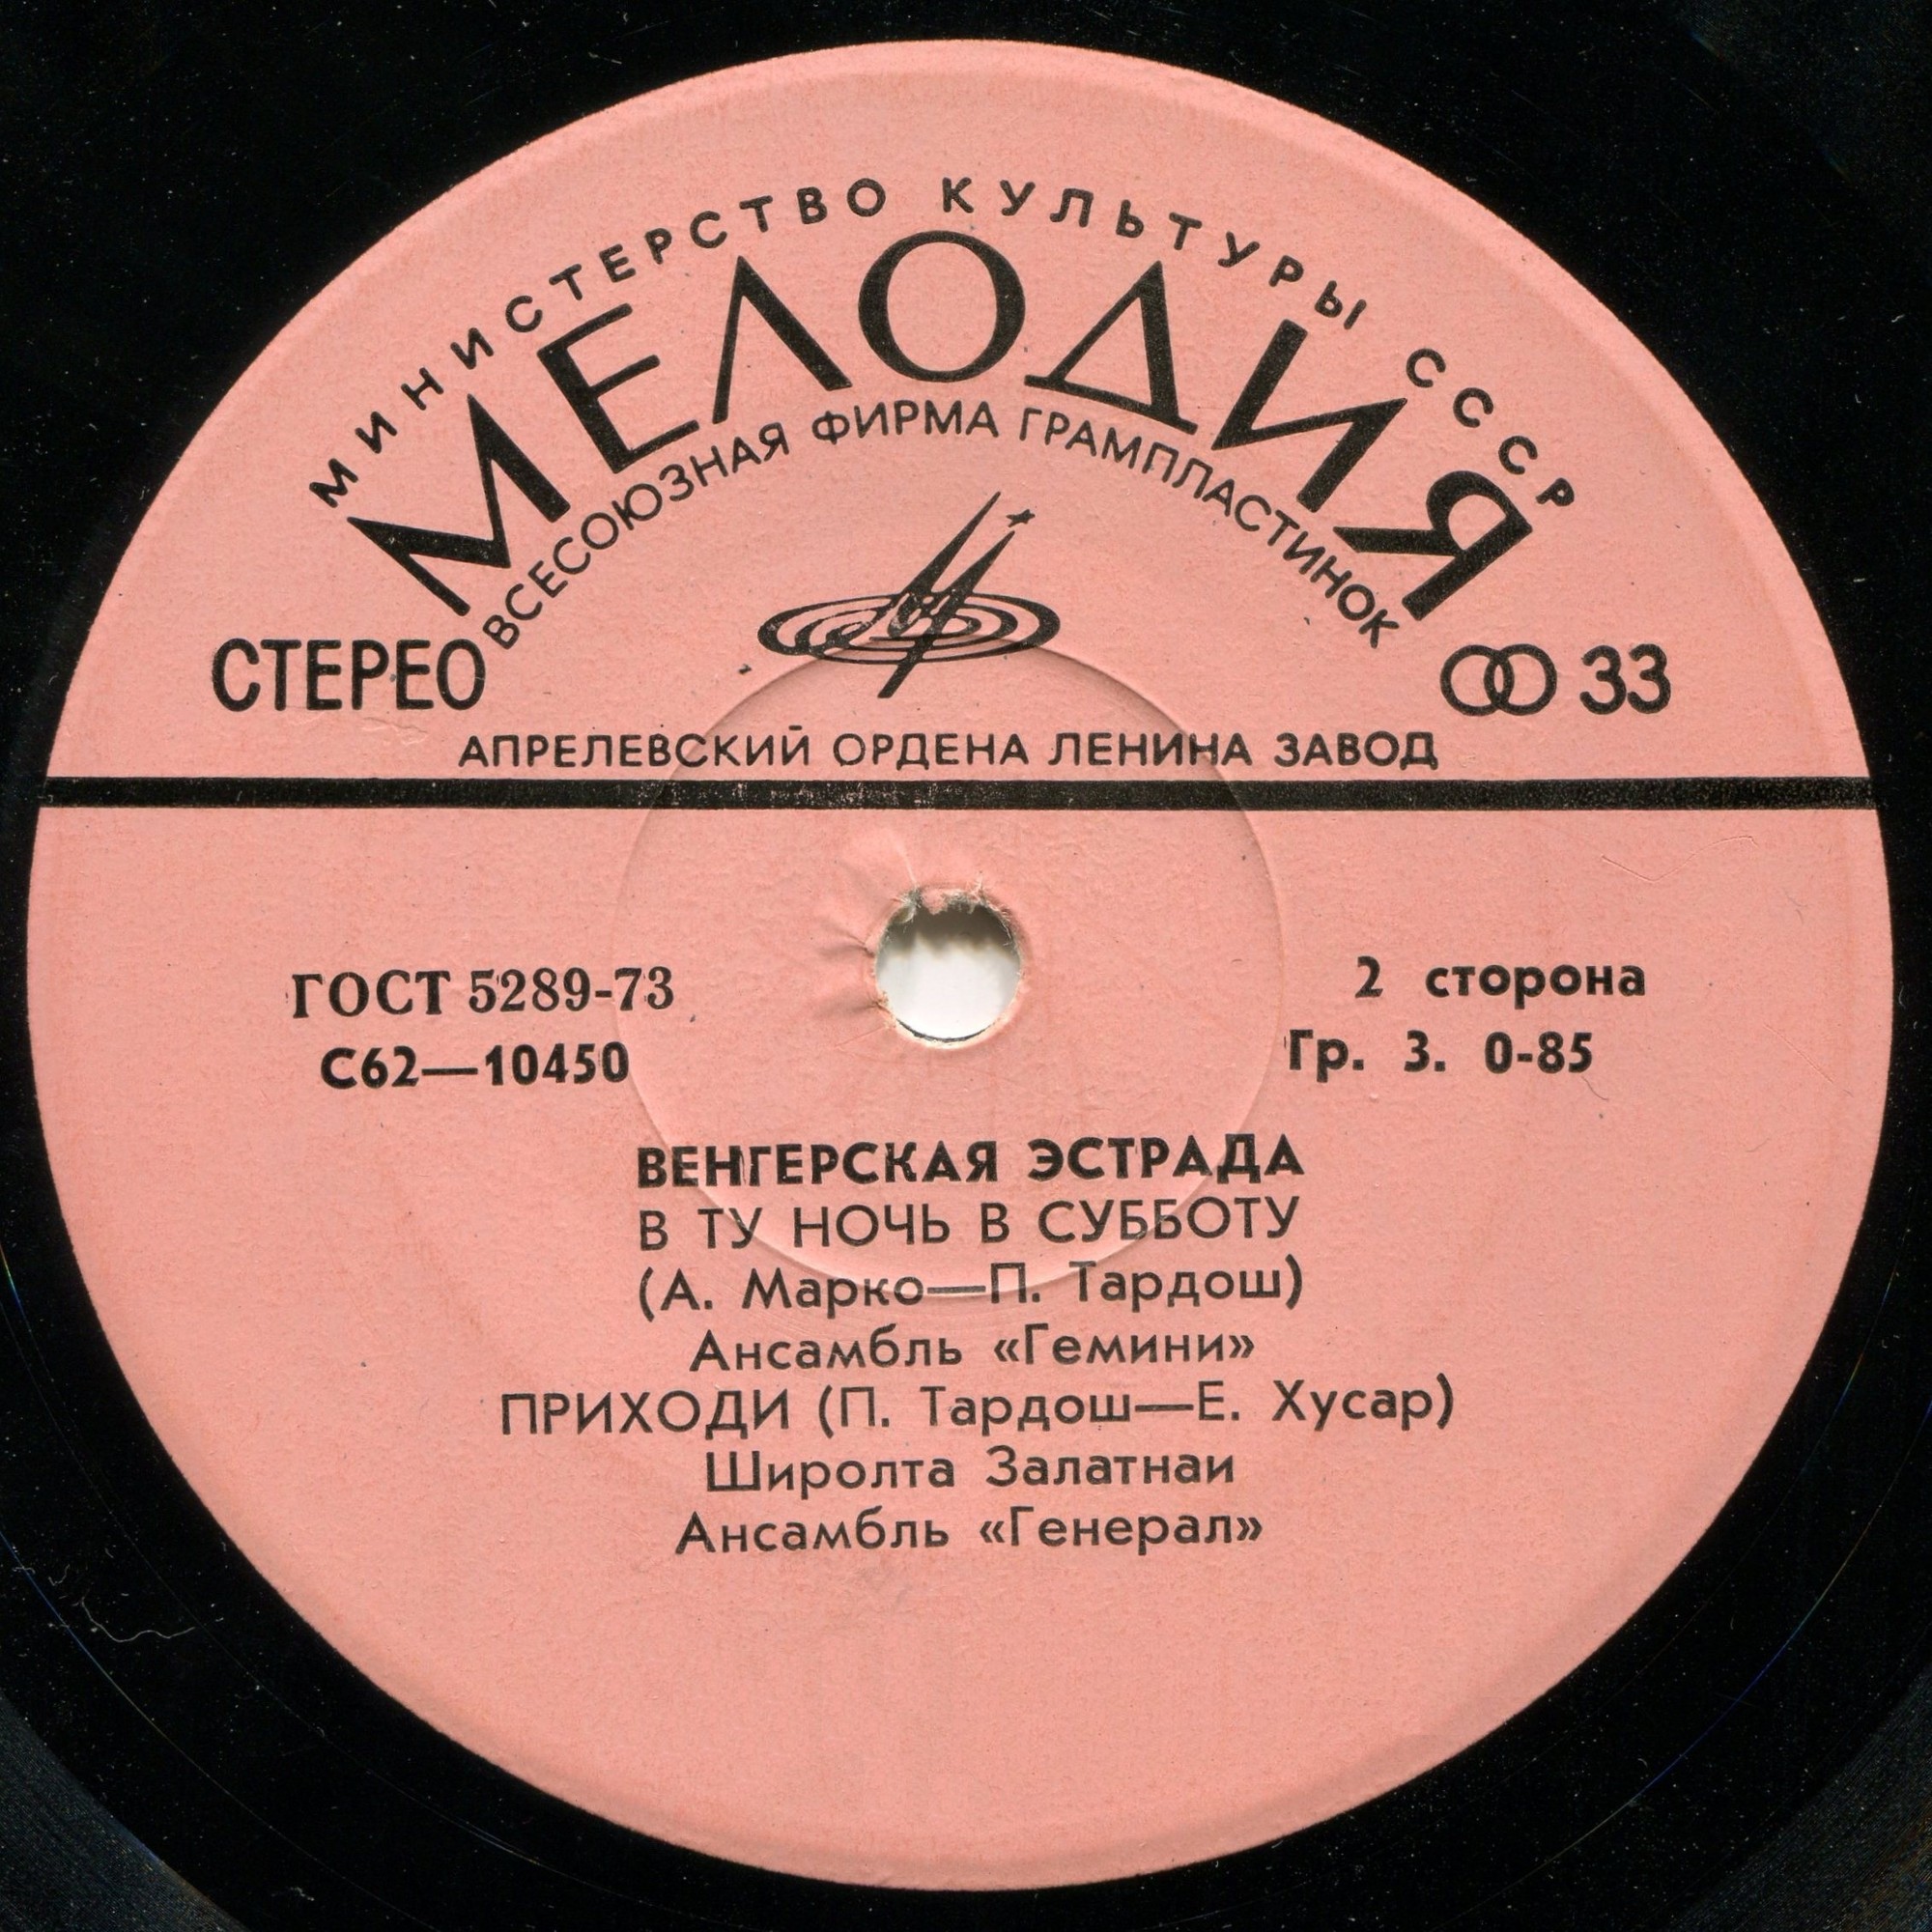 МИНИСТЕРСТВО КУЛЬТУРЫ СССР
МЕЛОДИЯ
ВСЕСОЮЗНАЯ ФИРМА ГРАМПЛАСТИНОК
СТЕРЕО
33
АПРЕЛЕВСКИЙ ОРДЕНА ЛЕНИНА ЗАВОД
ГОСТ 5289-73
С62—10450
2 сторона
Гр. 3. 0-85
ВЕНГЕРСКАЯ ЭСТРАДА
В ТУ НОЧЬ В СУББОТУ
(А. Марко—П. Тардош)
Ансамбль «Гемини»
ПРИХОДИ (П. Тардош—Е. Хусар)
Широлта Залатнаи
Ансамбль «Генерал»